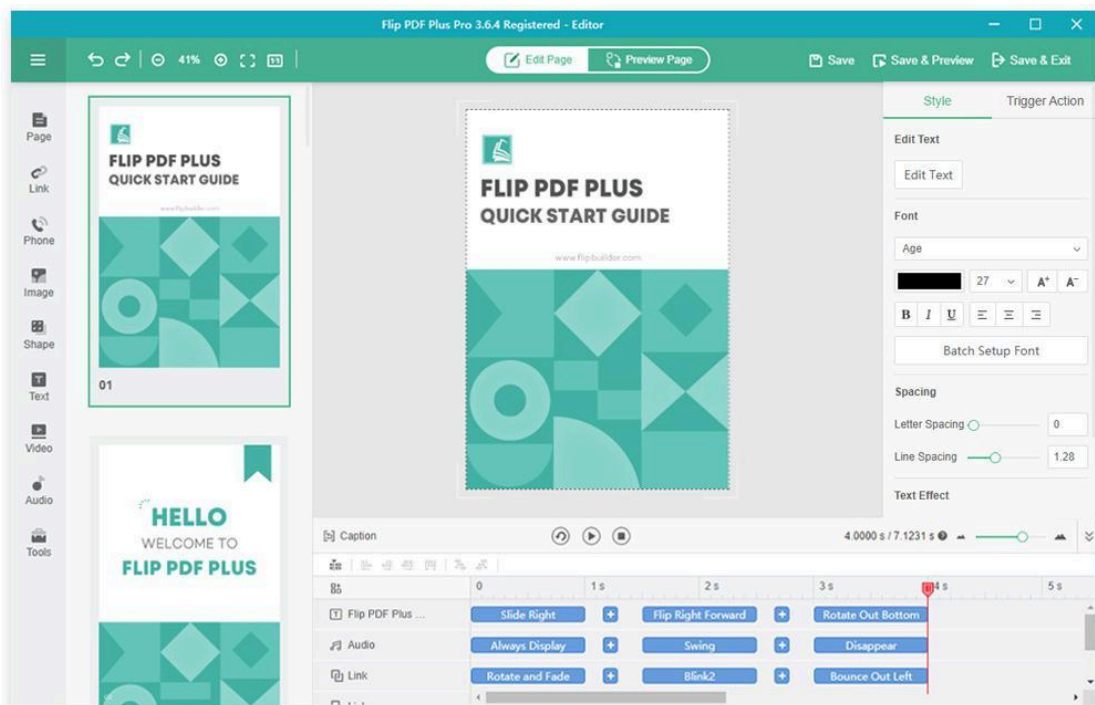 Flip PDF Plus Pro 3.6.4 Registered - Editor
41%
Edit Page
Preview Page
Save
Save & Preview
Save & Exit
Page
Link
Phone
Image
Shape
Text
Video
Audio
Tools
FLIP PDF PLUS
QUICK START GUIDE
www.flipbuilder.com
01
HELLO
WELCOME TO
FLIP PDF PLUS
FLIP PDF PLUS
QUICK START GUIDE
www.flipbuilder.com
Style
Trigger Action
Edit Text
Edit Text
Font
Age
27
A+
A-
B I U
Batch Setup Font
Spacing
Letter Spacing 0
Line Spacing 1.28
Text Effect
Caption
4.0000 s / 7.1231 s
0 1 s 2 s 3 s 4 s 5 s
Flip PDF Plus ... Slide Right Flip Right Forward Rotate Out Bottom
Audio Always Display Swing Disappear
Link Rotate and Fade Blink2 Bounce Out Left